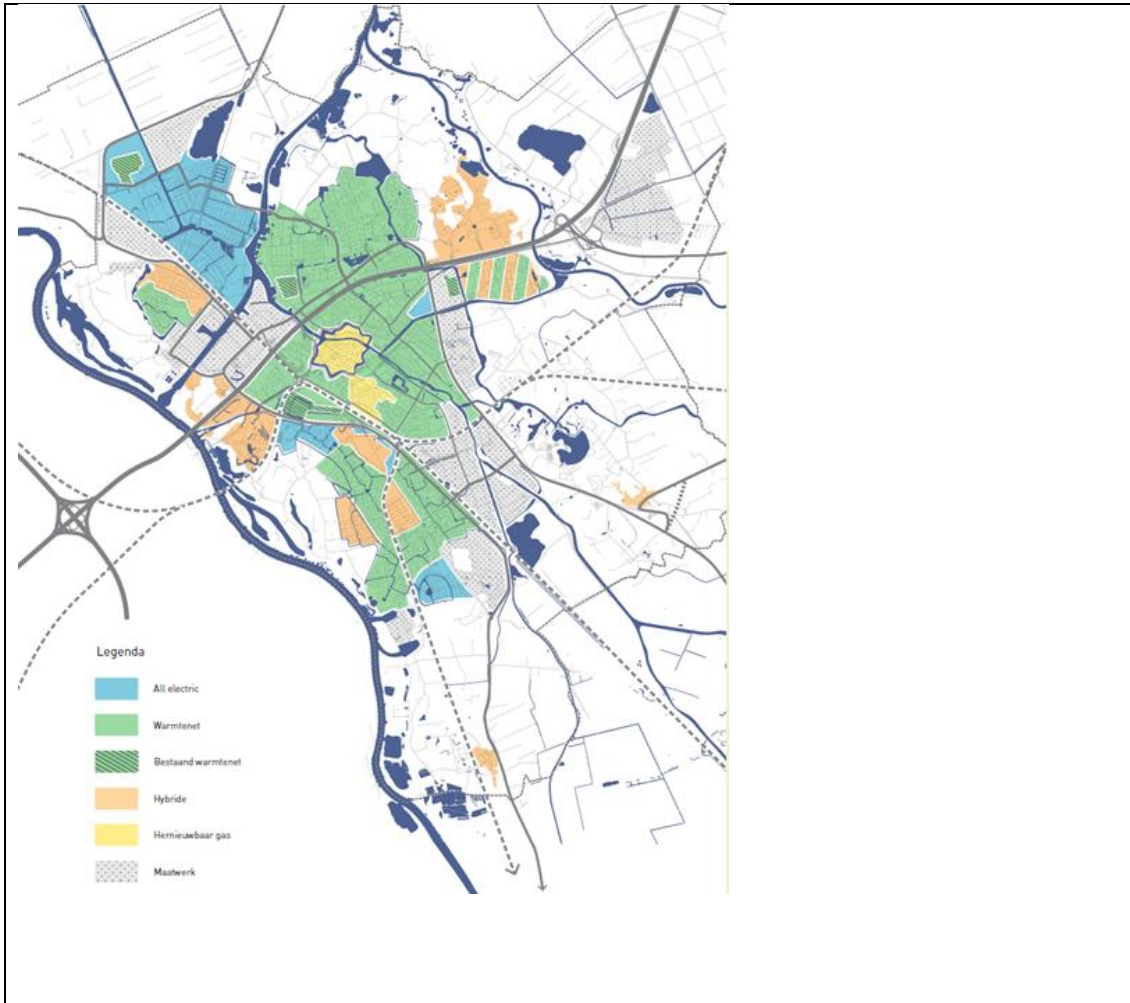 Legenda
All electric
Warmtenet
Bestaand warmtenet
Hybride
Hernieuwbaar gas
Maatwerk